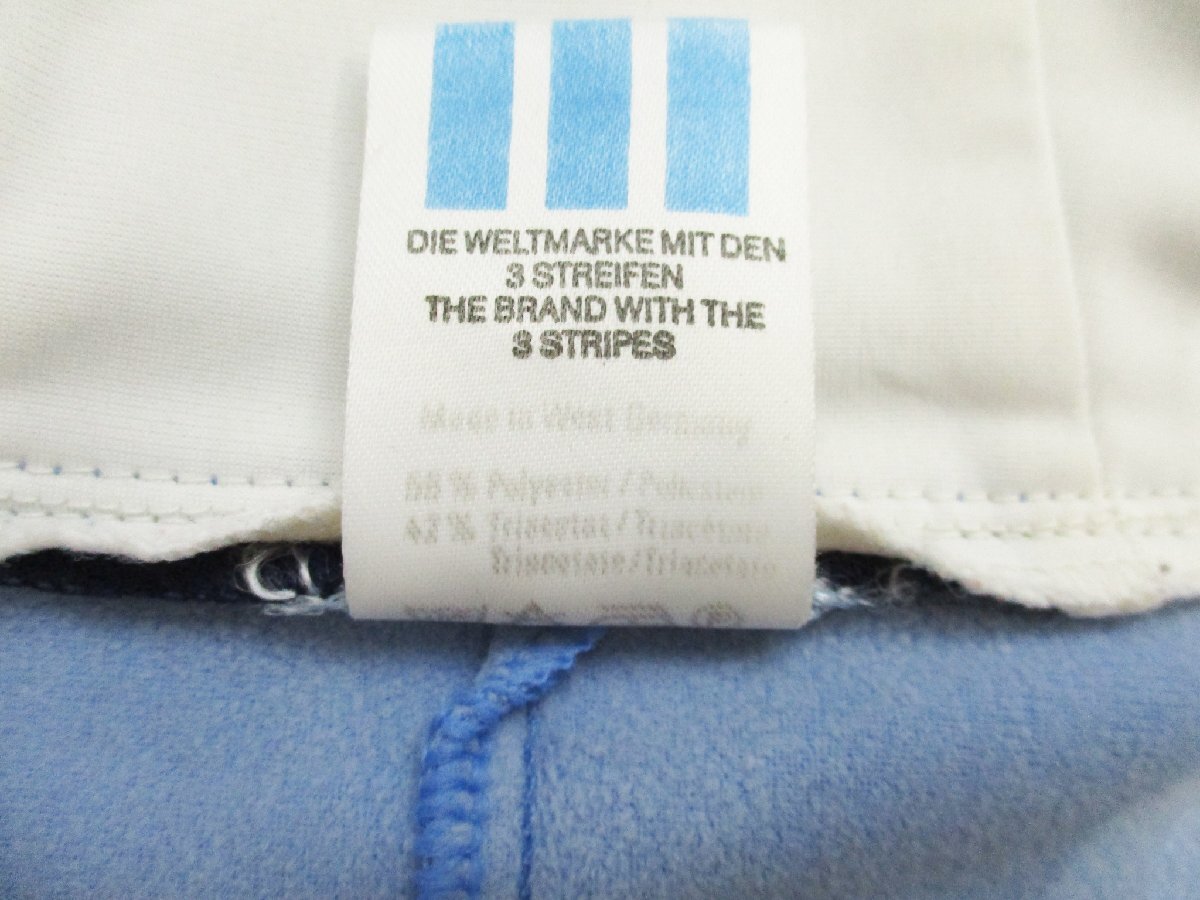 DIE WELTMARKE MIT DEN
3 STREIFEN
THE BRAND WITH THE
3 STRIPES
Made in West Germany
% Polyester /
% Triacetat /